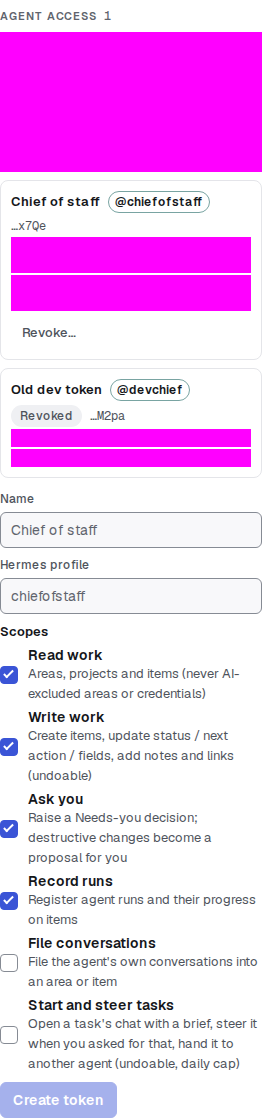 AGENT ACCESS 1
Chief of staff @chiefofstaff
…x7Qe
Revoke…
Old dev token @devchief
Revoked …M2pa
Name
Chief of staff
Hermes profile
chiefofstaff
Scopes
Read work
Areas, projects and items (never AI-
excluded areas or credentials)
Write work
Create items, update status / next
action / fields, add notes and links
(undoable)
Ask you
Raise a Needs-you decision;
destructive changes become a
proposal for you
Record runs
Register agent runs and their progress
on items
File conversations
File the agent's own conversations into
an area or item
Start and steer tasks
Open a task's chat with a brief, steer it
when you asked for that, hand it to
another agent (undoable, daily cap)
Create token